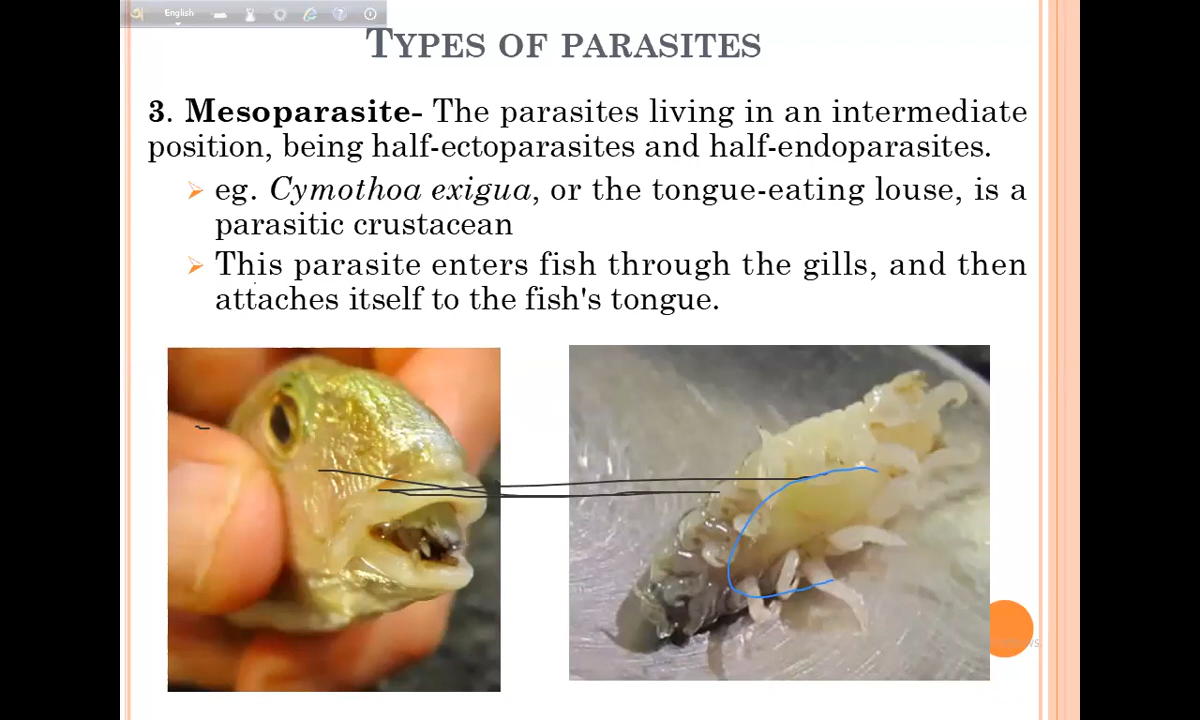 English
TYPES OF PARASITES
3. Mesoparasite- The parasites living in an intermediate
position, being half-ectoparasites and half-endoparasites.
eg. Cymothoa exigua, or the tongue-eating louse, is a
parasitic crustacean
This parasite enters fish through the gills, and then
attaches itself to the fish's tongue.